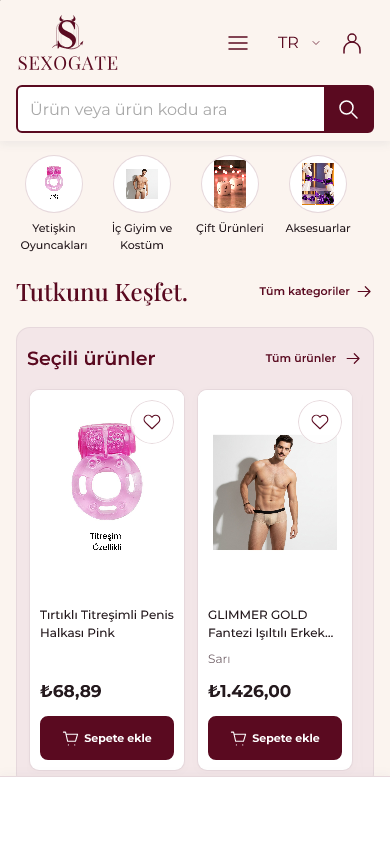 SEXOGATE
TR
Ürün veya ürün kodu ara
Yetişkin
Oyuncakları
İç Giyim ve
Kostüm
Çift Ürünleri
Aksesuarlar
Tutkunu Keşfet.
Tüm kategoriler
Seçili ürünler
Tüm ürünler
Titreşim
Özellikli
Tırtıklı Titreşimli Penis
Halkası Pink
₺68,89
Sepete ekle
GLIMMER GOLD
Fantezi Işıltılı Erkek...
Sarı
₺1.426,00
Sepete ekle